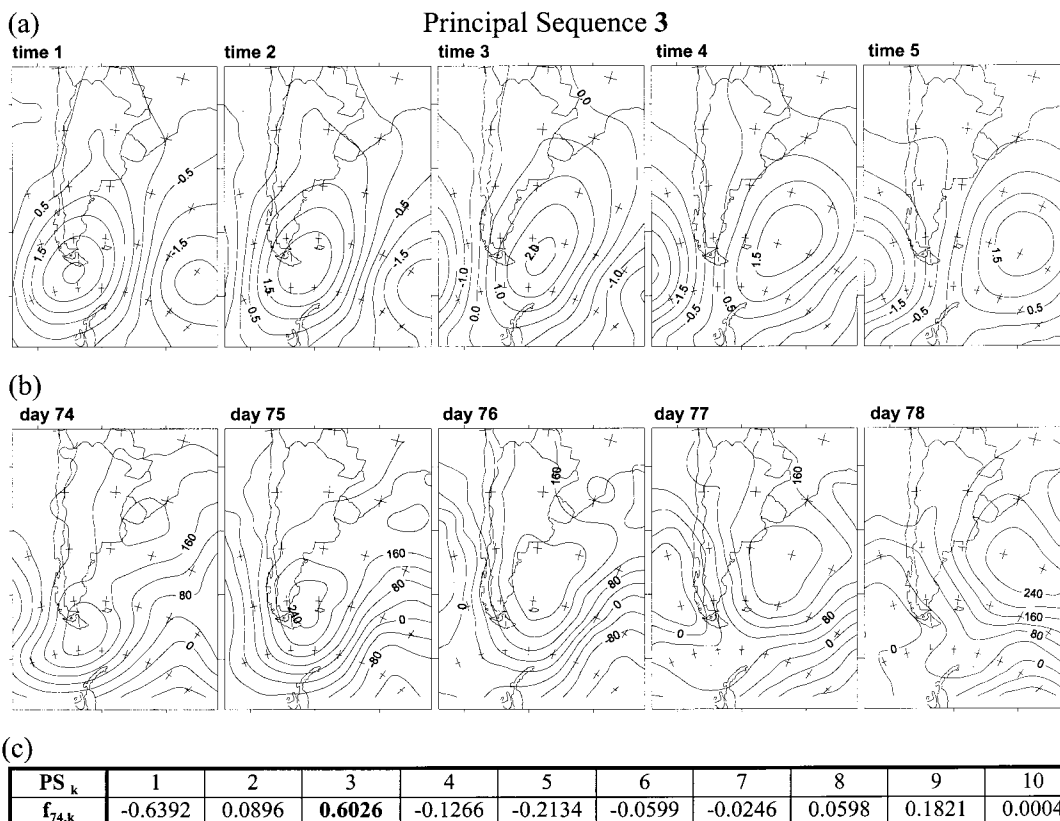 (a)
Principal Sequence 3
time 1
time 2
time 3
time 4
time 5
0.5
-0.5
1.5
-1.5
-0.5
-1.5
1.5
0.5
0.0
-1.0
2.0
0.0
1.0
-1.0
1.5
-1.5
-0.5
0.5
1.5
-1.5
-0.5
0.5
(b)
day 74
day 75
day 76
day 77
day 78
160
80
0
160
80
240
0
-80
160
0
80
0
-80
160
0
80
0
240
160
80
0
(c)
PS k 1 2 3 4 5 6 7 8 9 10
f74,k -0.6392 0.0896 0.6026 -0.1266 -0.2134 -0.0599 -0.0246 0.0598 0.1821 0.0004